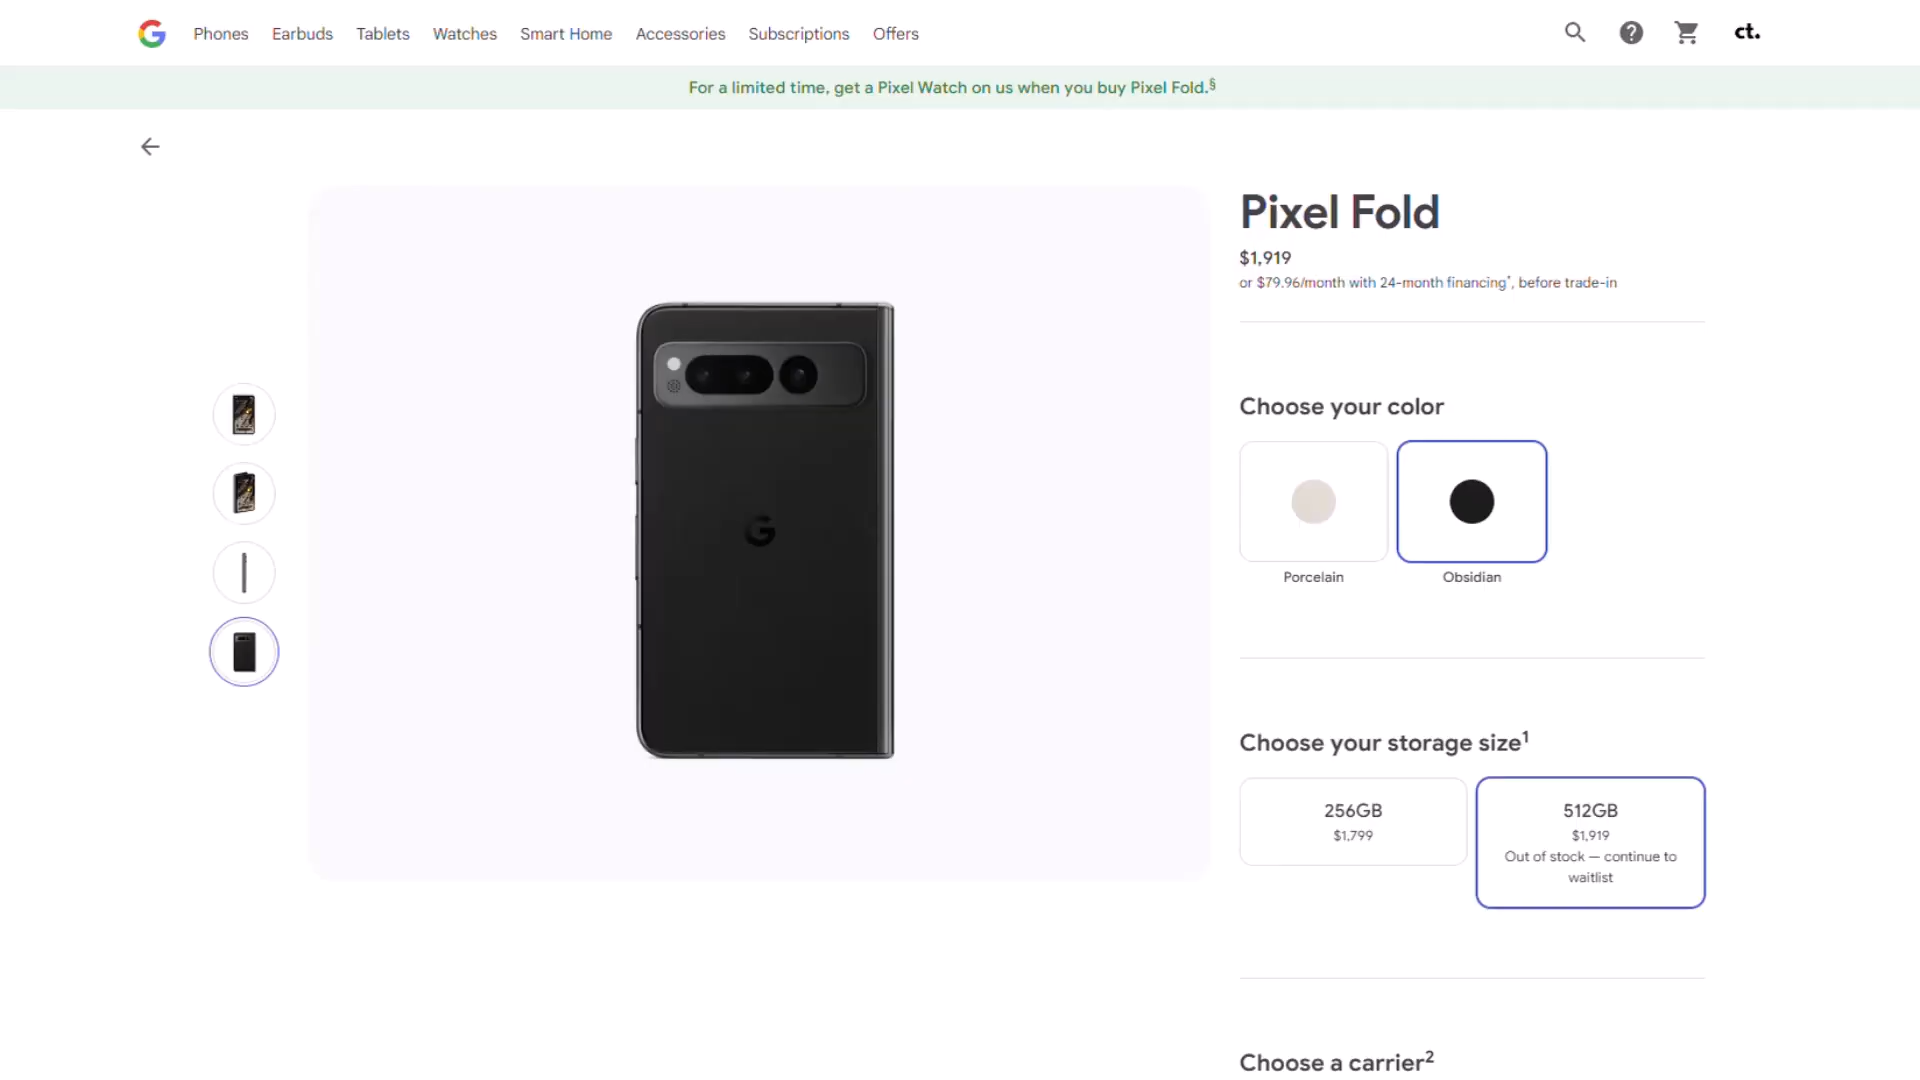 Phones Earbuds Tablets Watches Smart Home Accessories Subscriptions Offers ct.
For a limited time, get a Pixel Watch on us when you buy Pixel Fold.§
Pixel Fold
$1,919
or $79.96/month with 24-month financing*, before trade-in
Choose your color
Porcelain Obsidian
Choose your storage size¹
256GB
$1,799
512GB
$1,919
Out of stock — continue to
waitlist
Choose a carrier²